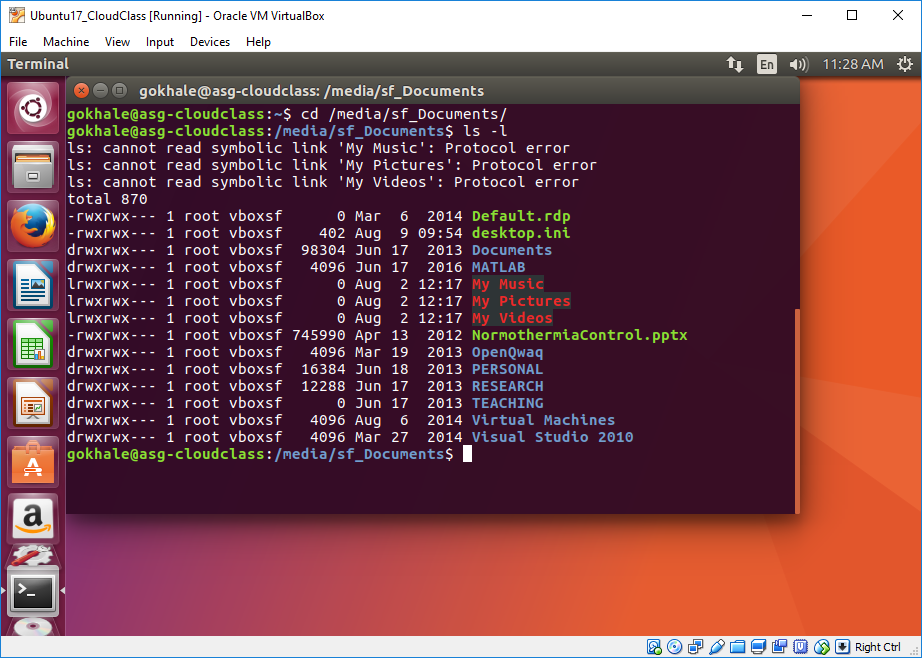 Ubuntu17_CloudClass [Running] - Oracle VM VirtualBox
File Machine View Input Devices Help
Terminal En 11:28 AM
gokhale@asg-cloudclass: /media/sf_Documents
gokhale@asg-cloudclass:~$ cd /media/sf_Documents/
gokhale@asg-cloudclass:/media/sf_Documents$ ls -l
ls: cannot read symbolic link 'My Music': Protocol error
ls: cannot read symbolic link 'My Pictures': Protocol error
ls: cannot read symbolic link 'My Videos': Protocol error
total 870
-rwxrwx--- 1 root vboxsf      0 Mar  6  2014 Default.rdp
-rwxrwx--- 1 root vboxsf    402 Aug  9 09:54 desktop.ini
drwxrwx--- 1 root vboxsf  98304 Jun 17  2013 Documents
drwxrwx--- 1 root vboxsf   4096 Jun 17  2016 MATLAB
lrwxrwx--- 1 root vboxsf      0 Aug  2 12:17 My Music
lrwxrwx--- 1 root vboxsf      0 Aug  2 12:17 My Pictures
lrwxrwx--- 1 root vboxsf      0 Aug  2 12:17 My Videos
-rwxrwx--- 1 root vboxsf 745990 Apr 13  2012 NormothermiaControl.pptx
drwxrwx--- 1 root vboxsf   4096 Mar 19  2013 OpenQwaq
drwxrwx--- 1 root vboxsf  16384 Jun 18  2013 PERSONAL
drwxrwx--- 1 root vboxsf  12288 Jun 17  2013 RESEARCH
drwxrwx--- 1 root vboxsf      0 Jun 17  2013 TEACHING
drwxrwx--- 1 root vboxsf   4096 Aug  6  2014 Virtual Machines
drwxrwx--- 1 root vboxsf   4096 Mar 27  2014 Visual Studio 2010
gokhale@asg-cloudclass:/media/sf_Documents$
Right Ctrl